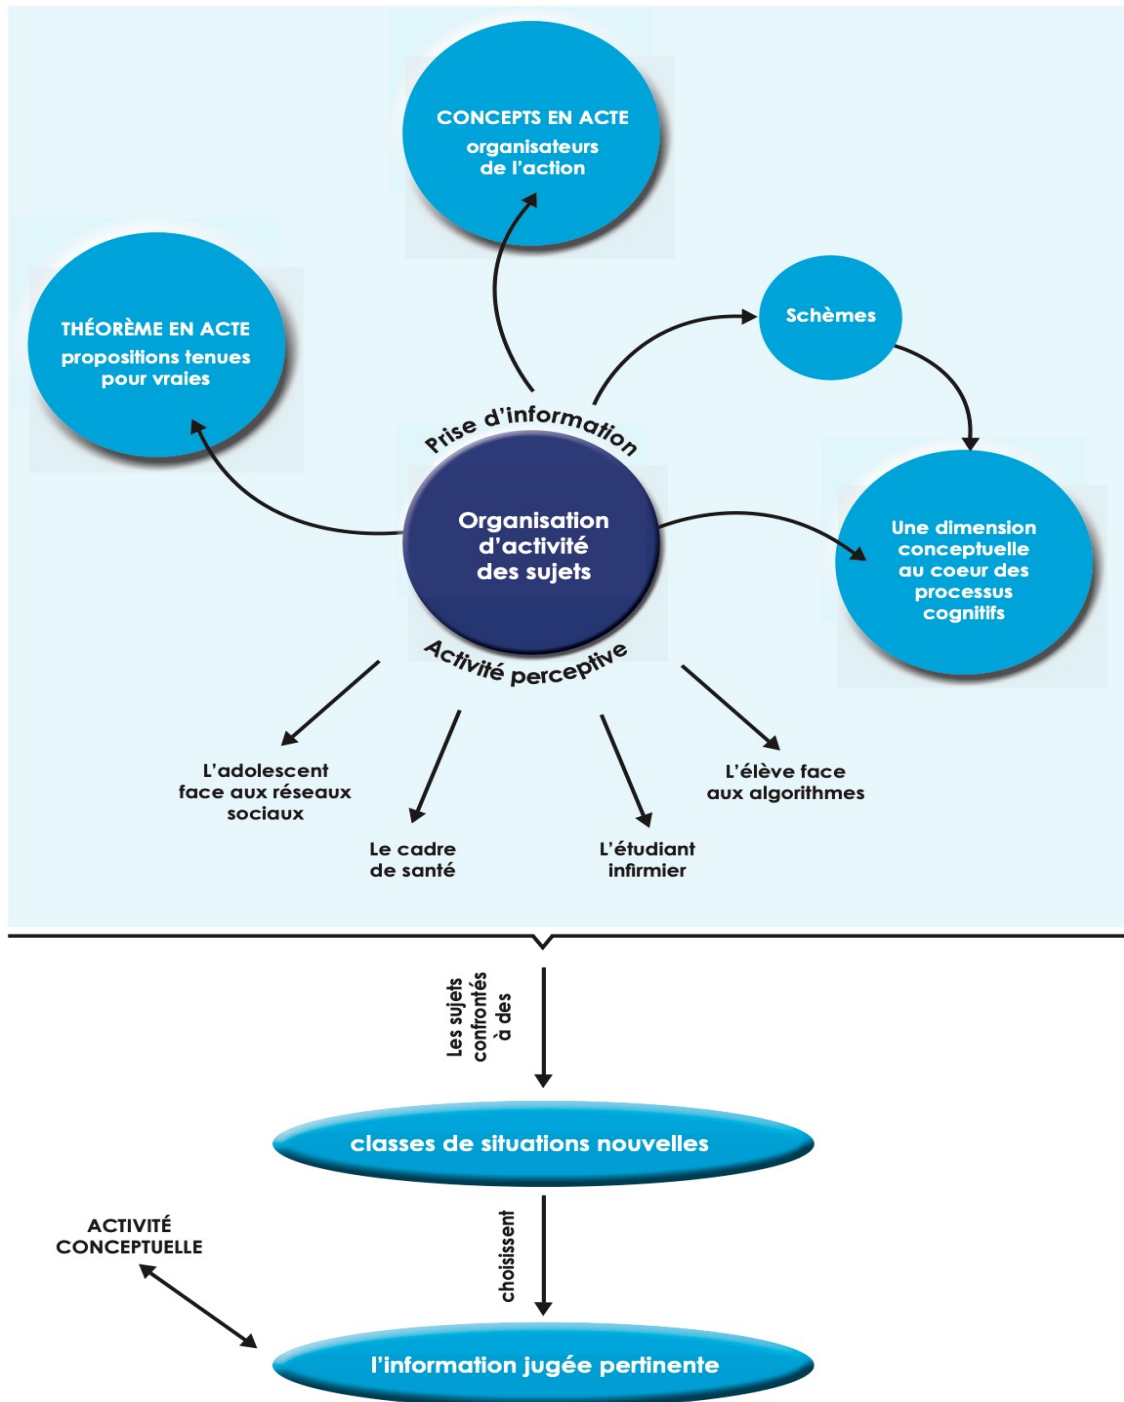 CONCEPTS EN ACTE
organisateurs
de l’action
THÉORÈME EN ACTE
propositions tenues
pour vraies
Schèmes
Prise d’information
Organisation
d’activité
des sujets
Activité perceptive
Une dimension
conceptuelle
au coeur des
processus
cognitifs
L’adolescent
face aux réseaux
sociaux
Le cadre
de santé
L’étudiant
infirmier
L’élève face
aux algorithmes
Les sujets
confrontés
à des
classes de situations nouvelles
choisissent
ACTIVITÉ
CONCEPTUELLE
l’information jugée pertinente